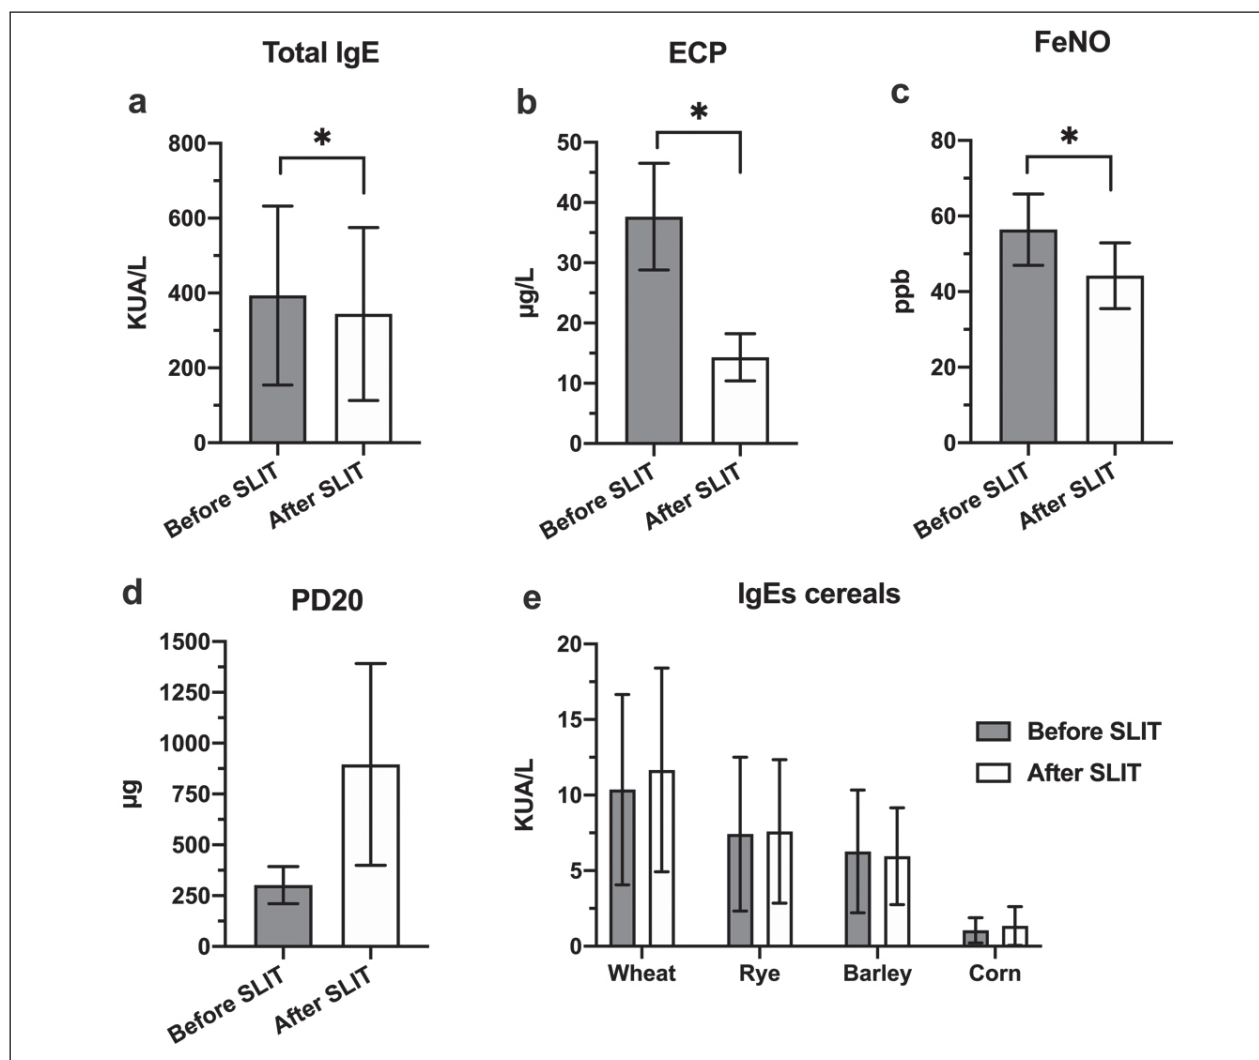 Total IgE
ECP
FeNO
a
b
c
*
*
*
800
600
400
200
0
KUA/L
Before SLIT
After SLIT
50
40
30
20
10
0
µg/L
Before SLIT
After SLIT
80
60
40
20
0
ppb
Before SLIT
After SLIT
d
PD20
1500
1250
1000
750
500
250
0
µg
Before SLIT
After SLIT
e
IgEs cereals
20
15
10
5
0
KUA/L
Wheat
Rye
Barley
Corn
Before SLIT
After SLIT